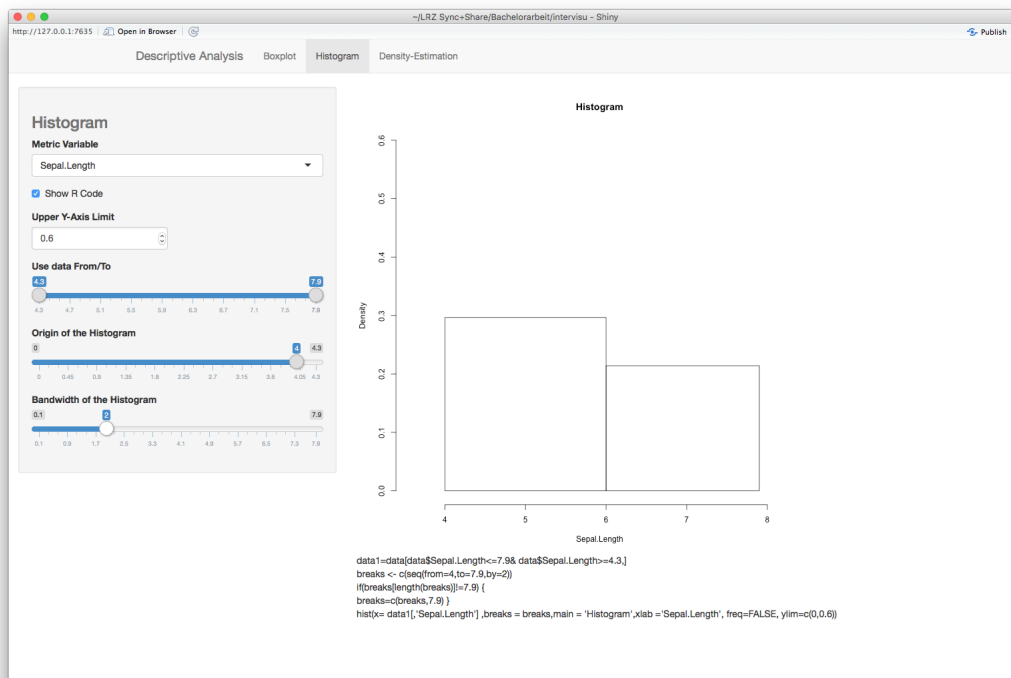 ~/LRZ Sync+Share/Bachelorarbeit/intervisu - Shiny
http://127.0.0.1:7635 Open in Browser Publish
Descriptive Analysis Boxplot Histogram Density-Estimation
Histogram
Metric Variable
Sepal.Length
Show R Code
Upper Y-Axis Limit
0.6
Use data From/To
4.3 7.9
4.3 4.7 5.1 5.5 5.9 6.3 6.7 7.1 7.5 7.9
Origin of the Histogram
0 4 4.3
0 0.45 0.9 1.35 1.8 2.25 2.7 3.15 3.6 4.05 4.3
Bandwidth of the Histogram
0.1 2 7.9
0.1 0.9 1.7 2.5 3.3 4.1 4.9 5.7 6.5 7.3 7.9
Histogram
Density
0.6
0.5
0.4
0.3
0.2
0.1
0.0
4 5 6 7 8
Sepal.Length
data1=data[data$Sepal.Length<=7.9& data$Sepal.Length>=4.3,]
breaks <- c(seq(from=4,to=7.9,by=2))
if(breaks[length(breaks)]!=7.9) {
breaks=c(breaks,7.9) }
hist(x= data1[,'Sepal.Length'] ,breaks = breaks,main = 'Histogram',xlab ='Sepal.Length', freq=FALSE, ylim=c(0,0.6))